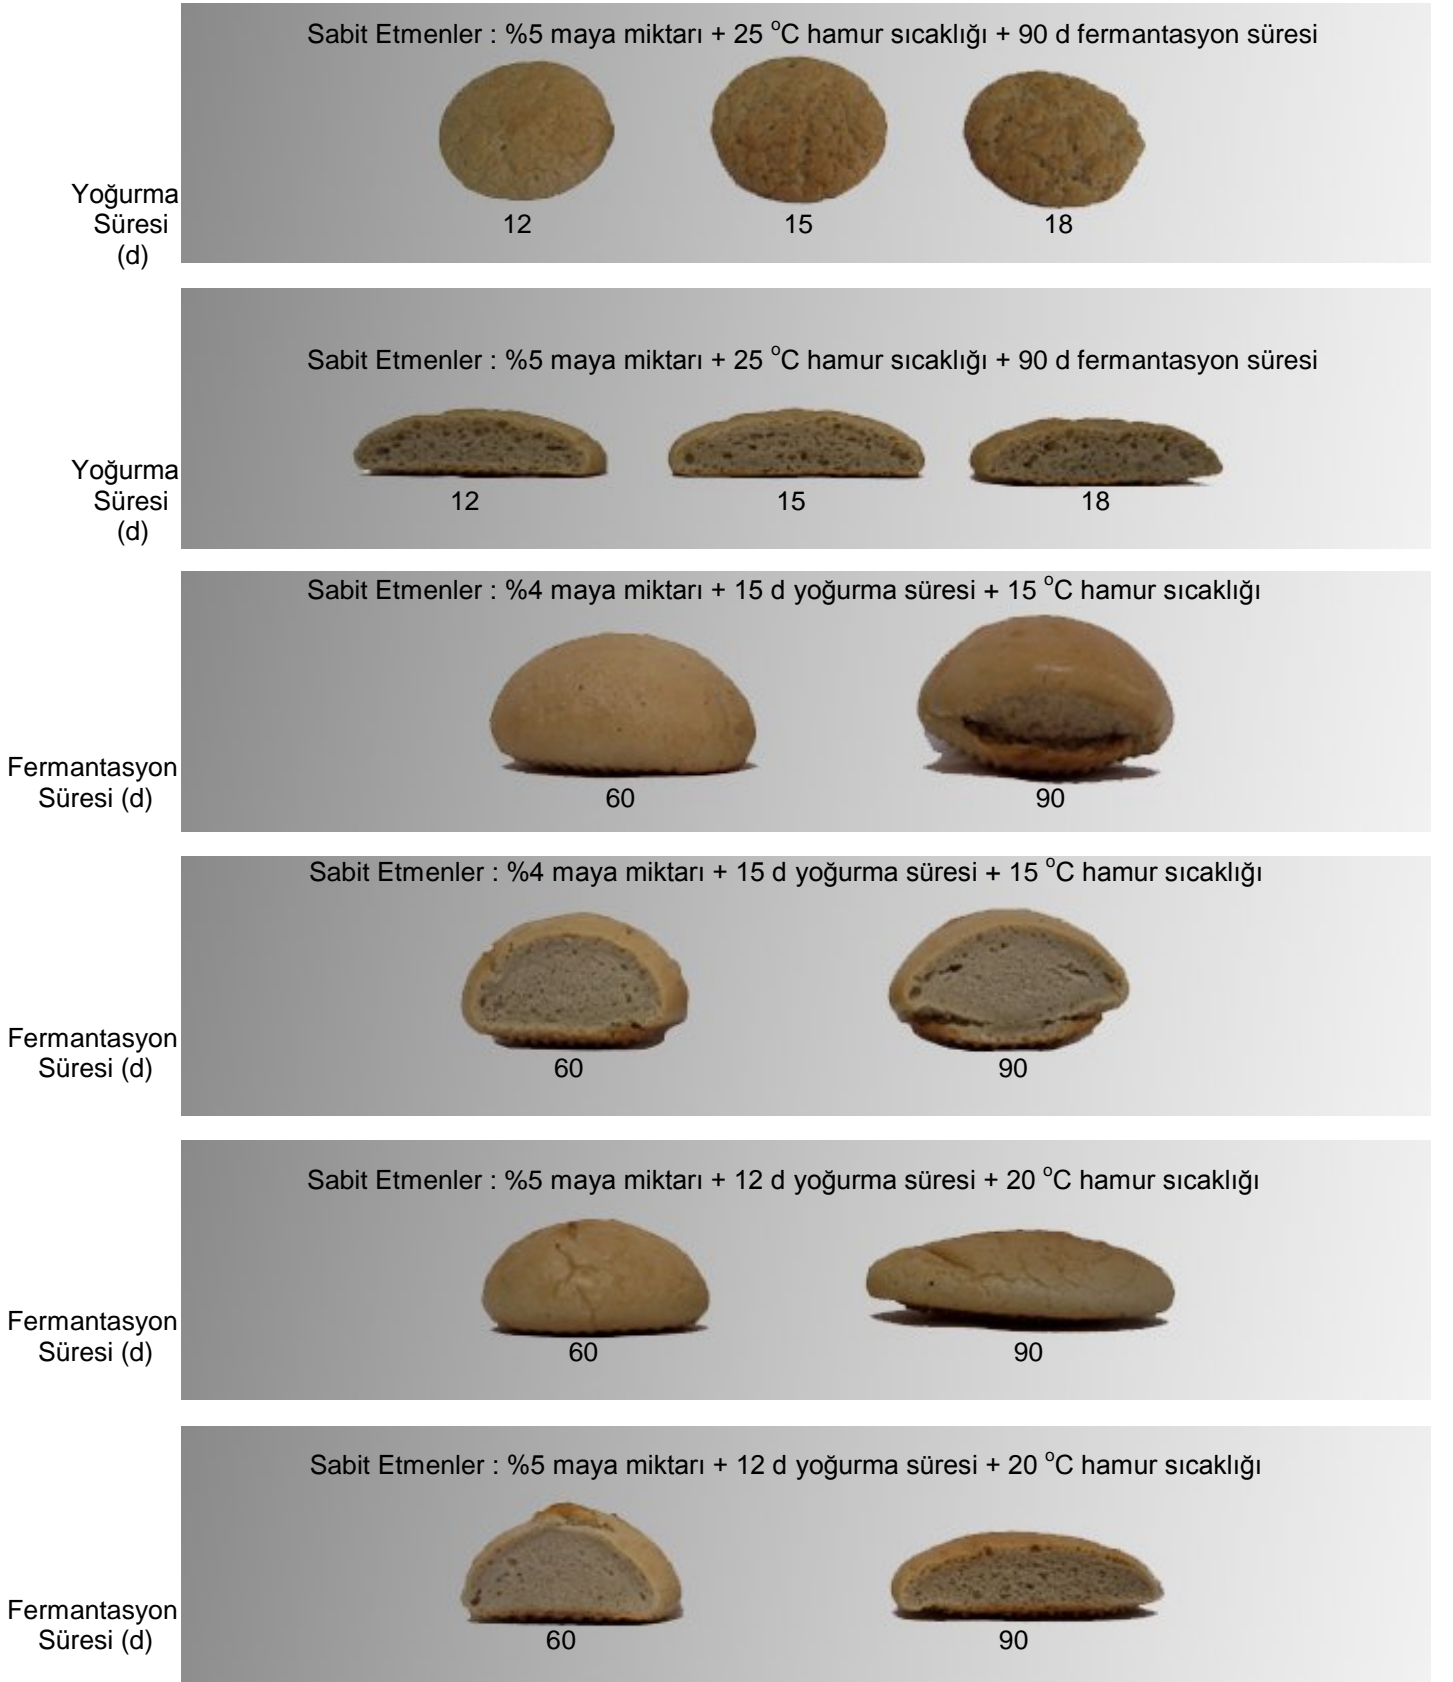 Sabit Etmenler : %5 maya miktarı + 25 °C hamur sıcaklığı + 90 d fermantasyon süresi
Yoğurma
Süresi
(d)
12 15 18
Sabit Etmenler : %5 maya miktarı + 25 °C hamur sıcaklığı + 90 d fermantasyon süresi
Yoğurma
Süresi
(d)
12 15 18
Sabit Etmenler : %4 maya miktarı + 15 d yoğurma süresi + 15 °C hamur sıcaklığı
Fermantasyon
Süresi (d)
60 90
Sabit Etmenler : %4 maya miktarı + 15 d yoğurma süresi + 15 °C hamur sıcaklığı
Fermantasyon
Süresi (d)
60 90
Sabit Etmenler : %5 maya miktarı + 12 d yoğurma süresi + 20 °C hamur sıcaklığı
Fermantasyon
Süresi (d)
60 90
Sabit Etmenler : %5 maya miktarı + 12 d yoğurma süresi + 20 °C hamur sıcaklığı
Fermantasyon
Süresi (d)
60 90